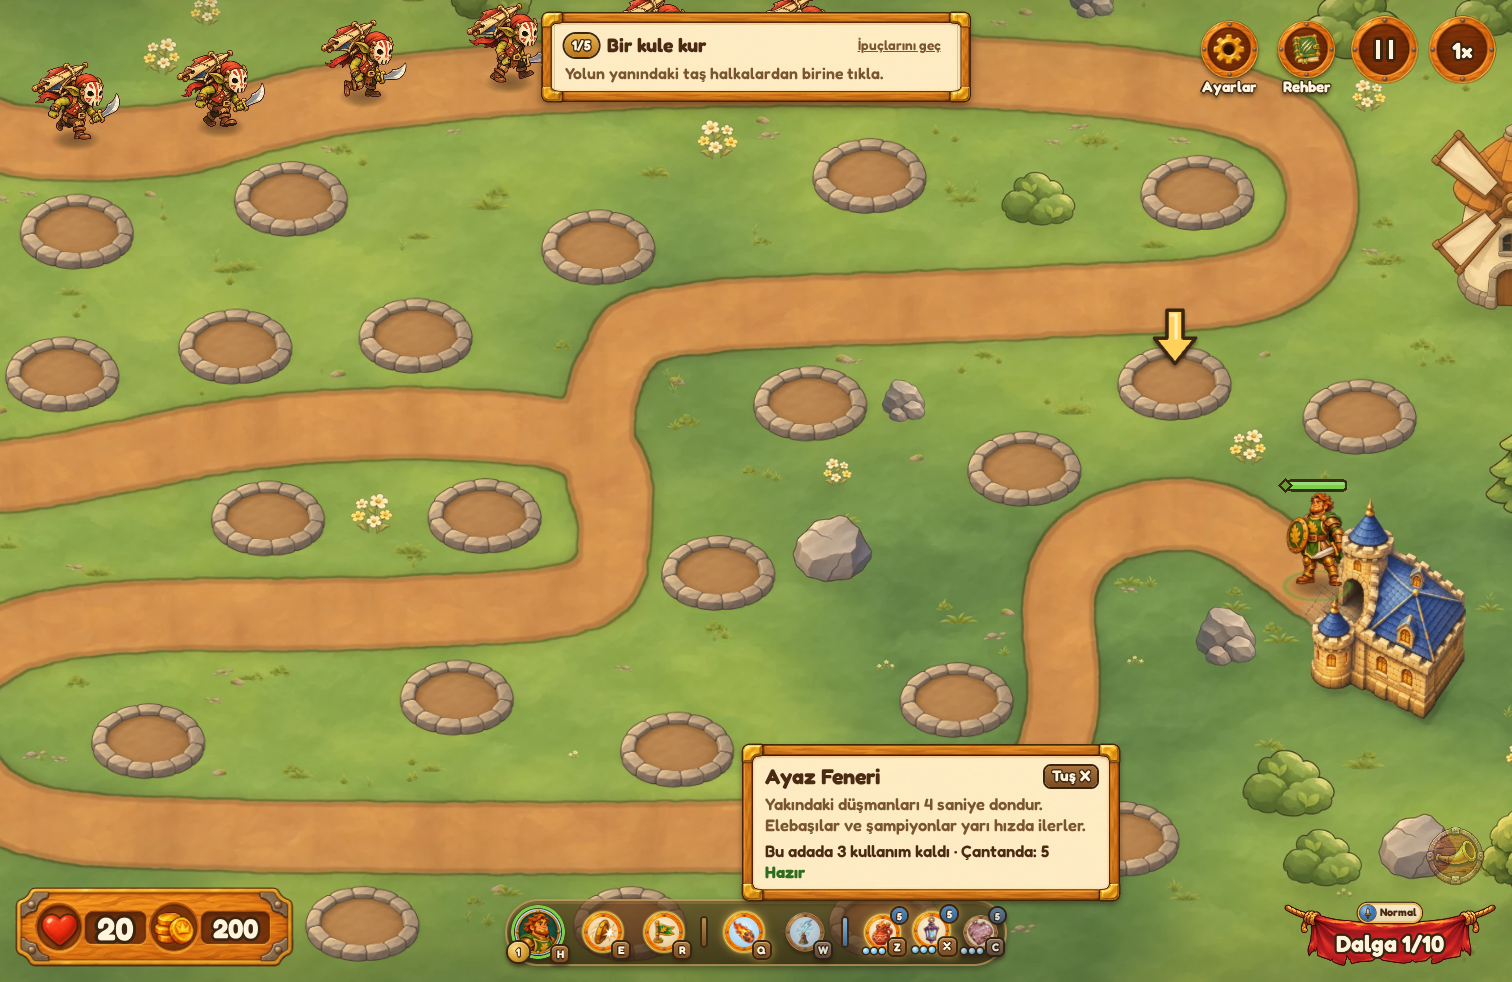 1/5 Bir kule kur İpuçlarını geç
Yolun yanındaki taş halkalardan birine tıkla.
1x
Ayarlar Rehber
Ayaz Feneri Tuş X
Yakındaki düşmanları 4 saniye dondur.
Elebaşılar ve şampiyonlar yarı hızda ilerler.
Bu adada 3 kullanım kaldı · Çantanda: 5
Hazır
20 200
1 H E R Q W 5 Z 5 X 5 C
Normal
Dalga 1/10